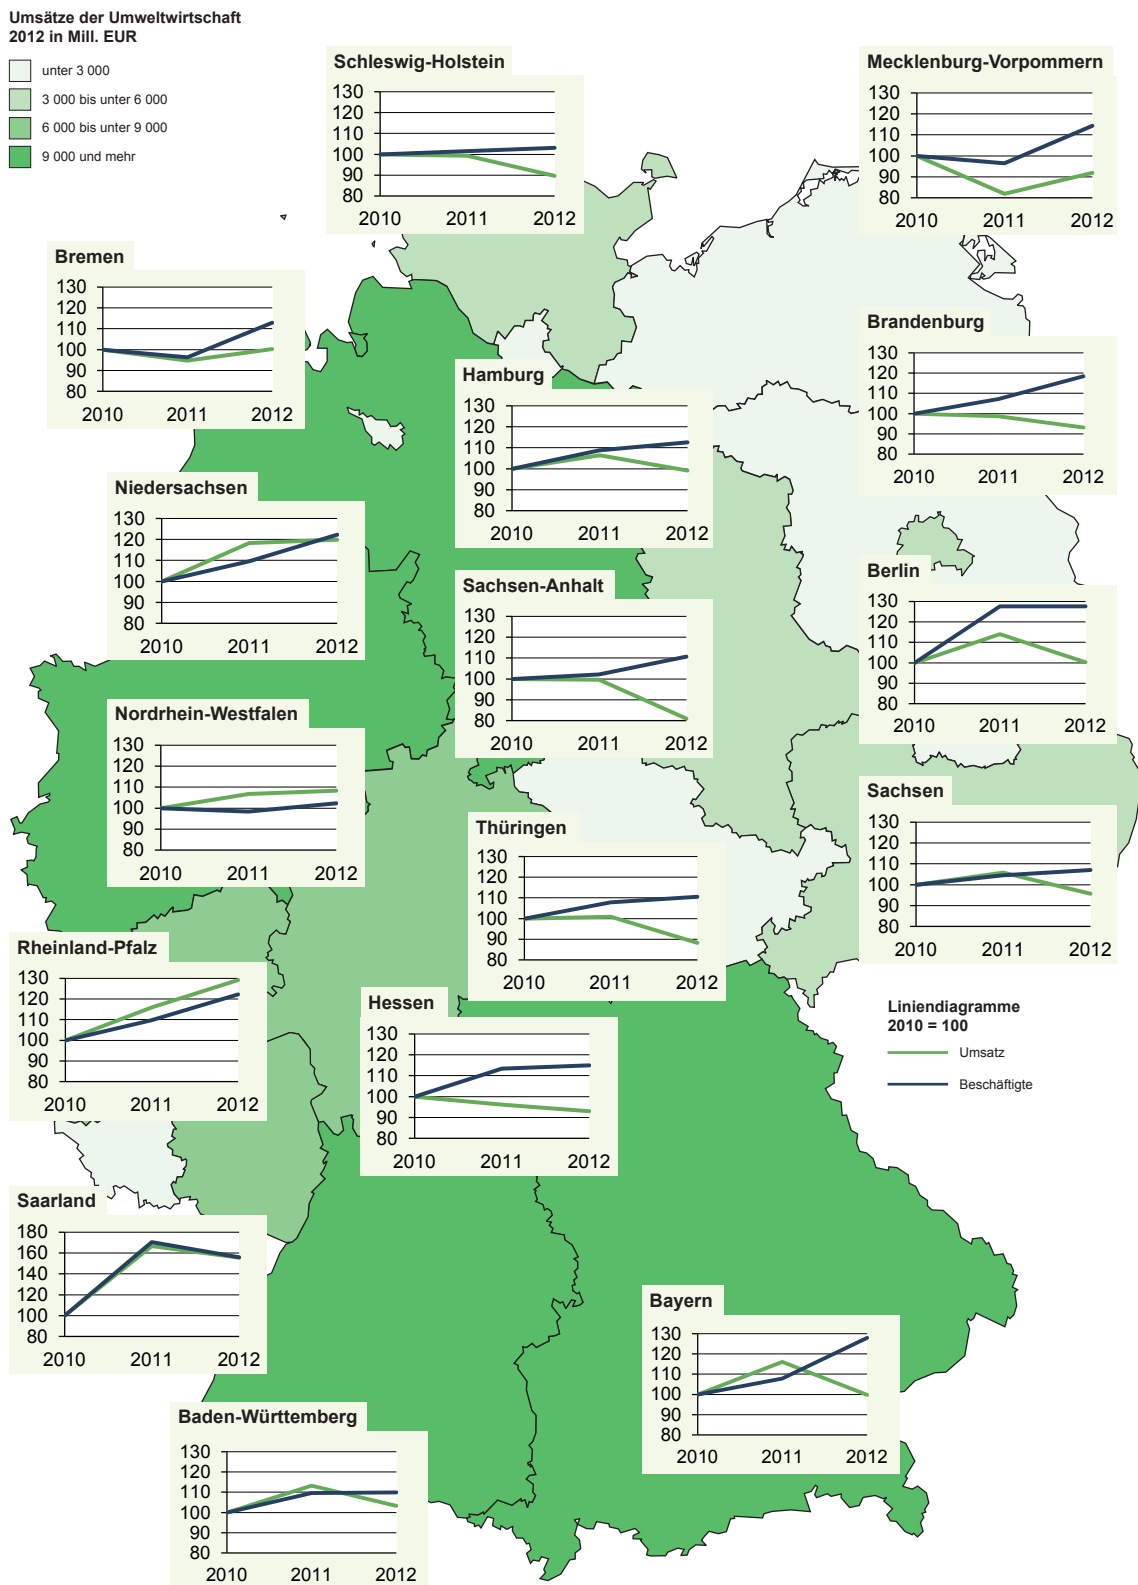 Umsätze der Umweltwirtschaft
2012 in Mill. EUR
unter 3 000
3 000 bis unter 6 000
6 000 bis unter 9 000
9 000 und mehr
Schleswig-Holstein
130
120
110
100
90
80
2010 2011 2012
Mecklenburg-Vorpommern
130
120
110
100
90
80
2010 2011 2012
Bremen
130
120
110
100
90
80
2010 2011 2012
Brandenburg
130
120
110
100
90
80
2010 2011 2012
Hamburg
130
120
110
100
90
80
2010 2011 2012
Niedersachsen
130
120
110
100
90
80
2010 2011 2012
Berlin
130
120
110
100
90
80
2010 2011 2012
Sachsen-Anhalt
130
120
110
100
90
80
2010 2011 2012
Nordrhein-Westfalen
130
120
110
100
90
80
2010 2011 2012
Sachsen
130
120
110
100
90
80
2010 2011 2012
Thüringen
130
120
110
100
90
80
2010 2011 2012
Rheinland-Pfalz
130
120
110
100
90
80
2010 2011 2012
Hessen
130
120
110
100
90
80
2010 2011 2012
Liniendiagramme
2010 = 100
Umsatz
Beschäftigte
Saarland
180
160
140
120
100
80
2010 2011 2012
Bayern
130
120
110
100
90
80
2010 2011 2012
Baden-Württemberg
130
120
110
100
90
80
2010 2011 2012